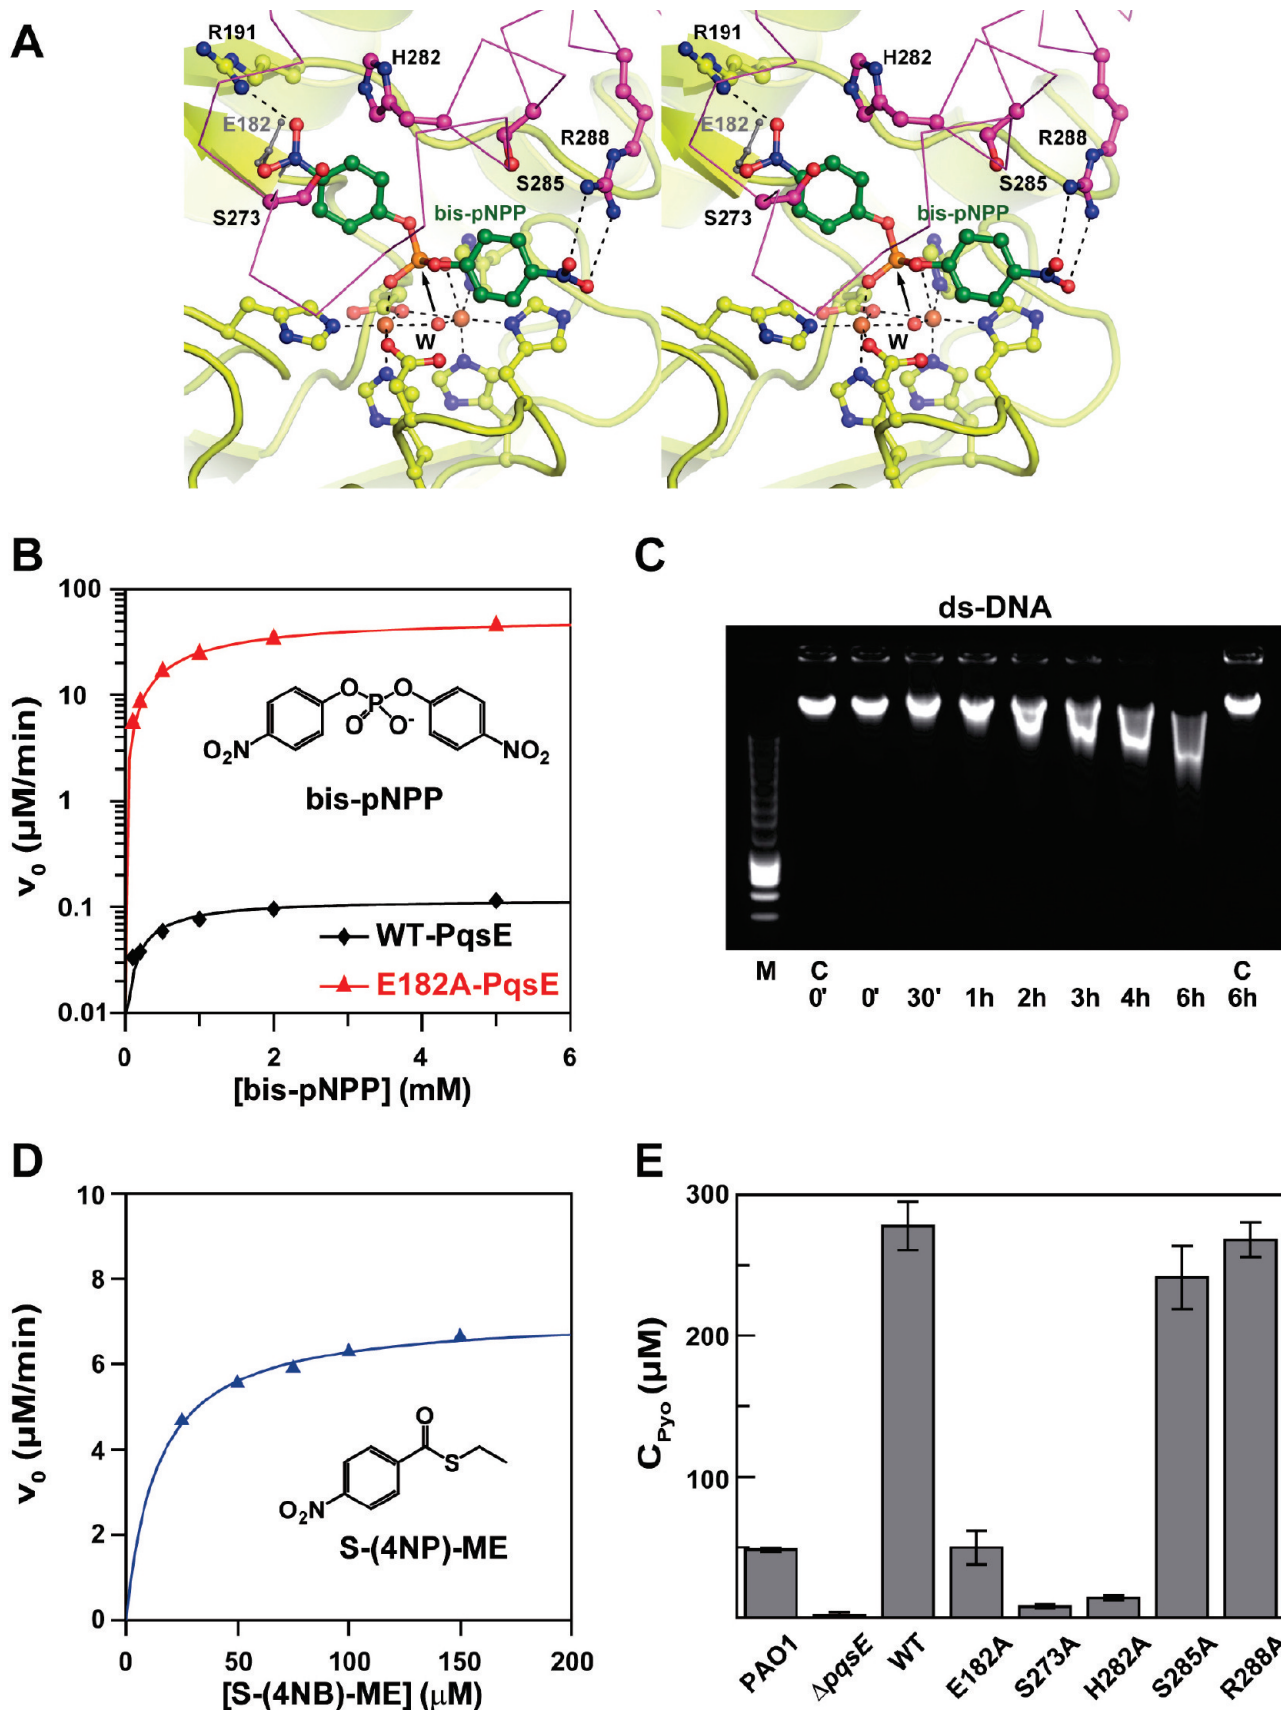 A
R191
H282
E182
R288
S285
S273
bis-pNPP
W
R191
H282
E182
R288
S285
S273
bis-pNPP
W
B
100
10
1
0.1
0.01
v0 (µM/min)
O O
P
O O-
O2N NO2
bis-pNPP
WT-PqsE
E182A-PqsE
0 2 4 6
[bis-pNPP] (mM)
C
ds-DNA
M C 0' 0' 30' 1h 2h 3h 4h 6h C 6h
D
10
8
6
4
2
0
v0 (µM/min)
O
S
O2N
S-(4NP)-ME
0 50 100 150 200
[S-(4NB)-ME] (µM)
E
300
200
100
CPyo (µM)
PAO1 ΔpqsE WT E182A S273A H282A S285A R288A